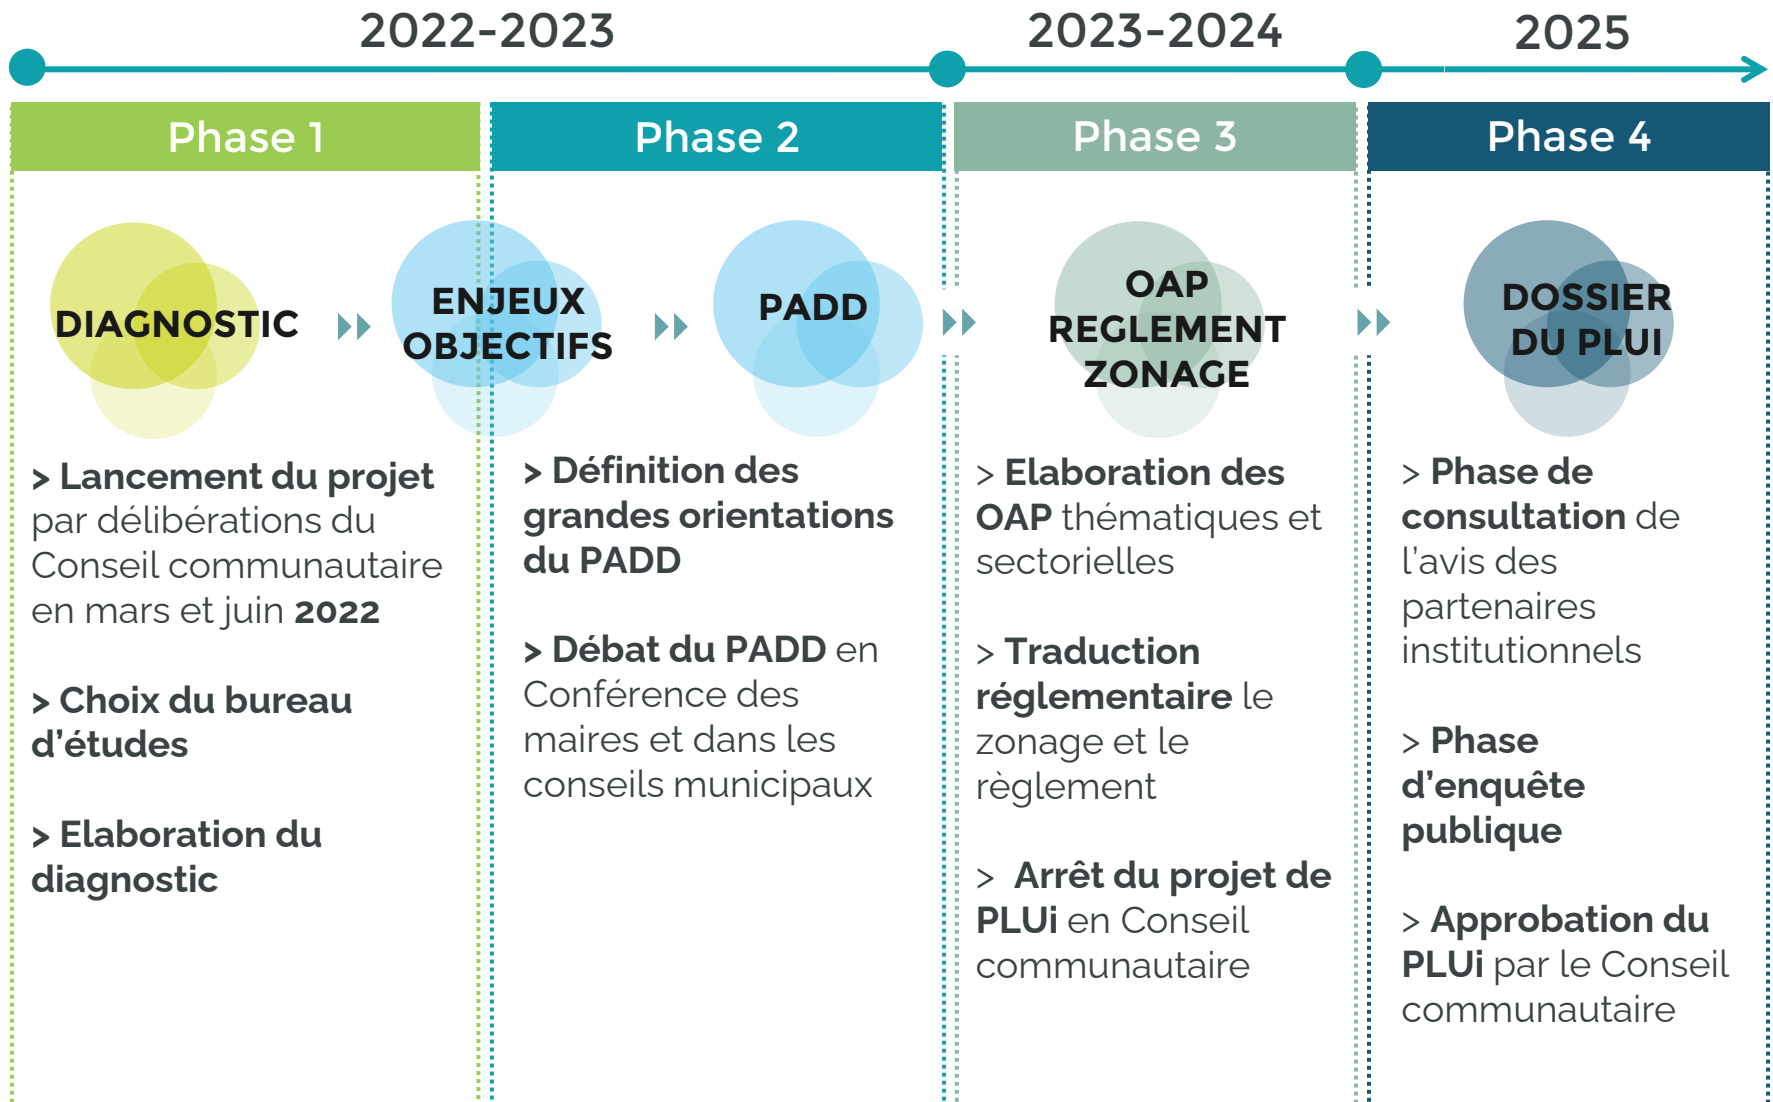 2022-2023
2023-2024
2025
Phase 1
Phase 2
Phase 3
Phase 4
DIAGNOSTIC
ENJEUX
OBJECTIFS
PADD
OAP
REGLEMENT
ZONAGE
DOSSIER
DU PLUI
> Lancement du projet
par délibérations du
Conseil communautaire
en mars et juin 2022
> Choix du bureau
d’études
> Elaboration du
diagnostic
> Définition des
grandes orientations
du PADD
> Débat du PADD en
Conférence des
maires et dans les
conseils municipaux
> Elaboration des
OAP thématiques et
sectorielles
> Traduction
réglementaire le
zonage et le
règlement
> Arrêt du projet de
PLUi en Conseil
communautaire
> Phase de
consultation de
l’avis des
partenaires
institutionnels
> Phase
d’enquête
publique
> Approbation du
PLUi par le Conseil
communautaire